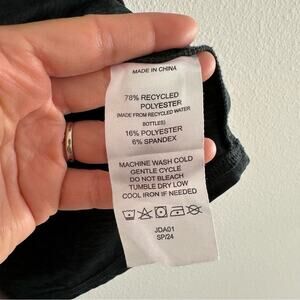 MADE IN CHINA
78% RECYCLED
POLYESTER
(MADE FROM RECYCLED WATER
BOTTLES)
16% POLYESTER
6% SPANDEX
MACHINE WASH COLD
GENTLE CYCLE
DO NOT BLEACH
TUMBLE DRY LOW
COOL IRON IF NEEDED
JDA01
SP/24